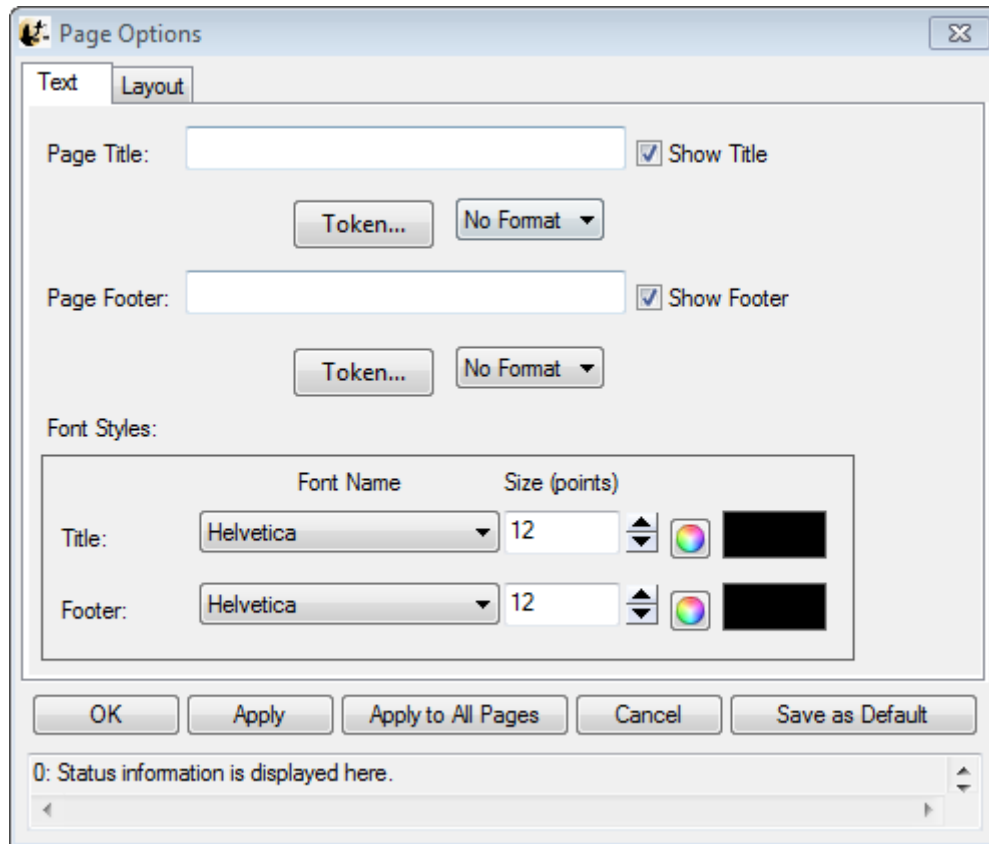 Page Options
Text Layout
Page Title: Show Title
Token... No Format
Page Footer: Show Footer
Token... No Format
Font Styles:
Font Name Size (points)
Title: Helvetica 12
Footer: Helvetica 12
OK Apply Apply to All Pages Cancel Save as Default
0: Status information is displayed here.